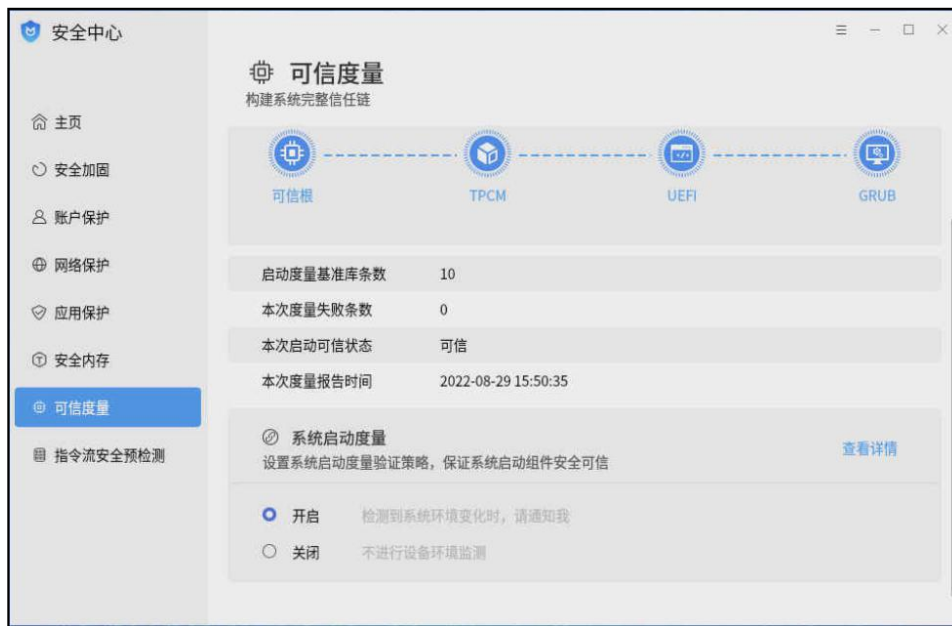 安全中心
主页
安全加固
账户保护
网络保护
应用保护
安全内存
可信度量
指令流安全预检测
可信度量
构建系统完整信任链
可信根
TPCM
UEFI
GRUB
启动度量基准库条数 10
本次度量失败条数 0
本次启动可信状态 可信
本次度量报告时间 2022-08-29 15:50:35
系统启动度量
设置系统启动度量验证策略，保证系统启动组件安全可信
查看详情
开启 检测到系统环境变化时，请通知我
关闭 不进行设备环境监测